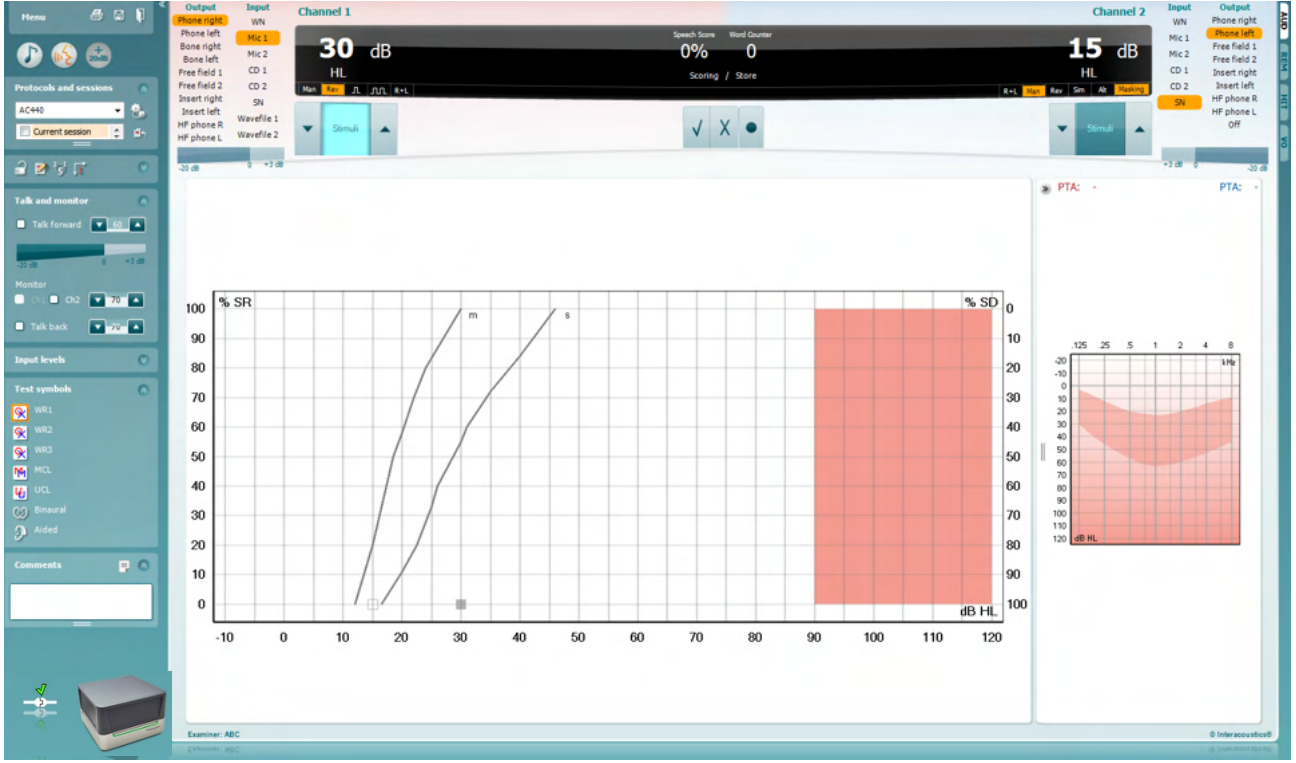 Menu
Protocols and sessions
AC440
Current session
Talk and monitor
Talk forward
60
-20 dB 0 +3 dB
Monitor
Ch1 Ch2 70
Talk back 70
Input levels
Test symbols
WR1
WR2
WR3
MCL
UCL
Binaural
Aided
Comments
Output Input
Phone right WN
Phone left Mic 1
Bone right Mic 2
Bone left CD 1
Free field 1 CD 2
Free field 2 SN
Insert right Wavefile 1
Insert left Wavefile 2
HF phone R
HF phone L
-20 dB 0 +3 dB
Channel 1
30 dB
HL
Man Rev R+L
Stimuli
Speech Score Word Counter
0% 0
Scoring / Store
Channel 2
15 dB
HL
R+L Man Rev Sim Alt Masking
Stimuli
Input Output
WN Phone right
Mic 1 Phone left
Mic 2 Free field 1
CD 1 Free field 2
CD 2 Insert right
SN Insert left
HF phone R
HF phone L
Off
+3 dB 0 -20 dB
AUD
REM
HIT
VO
% SR
% SD
m
s
100 0
90 10
80 20
70 30
60 40
50 50
40 60
30 70
20 80
10 90
0 100
dB HL
-10 0 10 20 30 40 50 60 70 80 90 100 110 120
PTA: - PTA: -
.125 .25 .5 1 2 4 8
kHz
-20
-10
0
10
20
30
40
50
60
70
80
90
100
110
120
dB HL
Examiner: ABC
© Interacoustics®